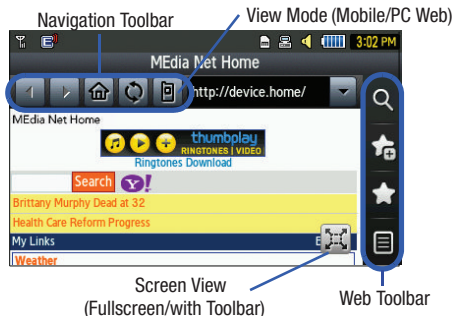 Navigation Toolbar
View Mode (Mobile/PC Web)
3:02 PM
MEdia Net Home
http://device.home/
MEdia Net Home
thumbplay
RINGTONES | VIDEO
Ringtones Download
Search Y!
Brittany Murphy Dead at 32
Health Care Reform Progress
My Links
Weather
Screen View
(Fullscreen/with Toolbar)
Web Toolbar